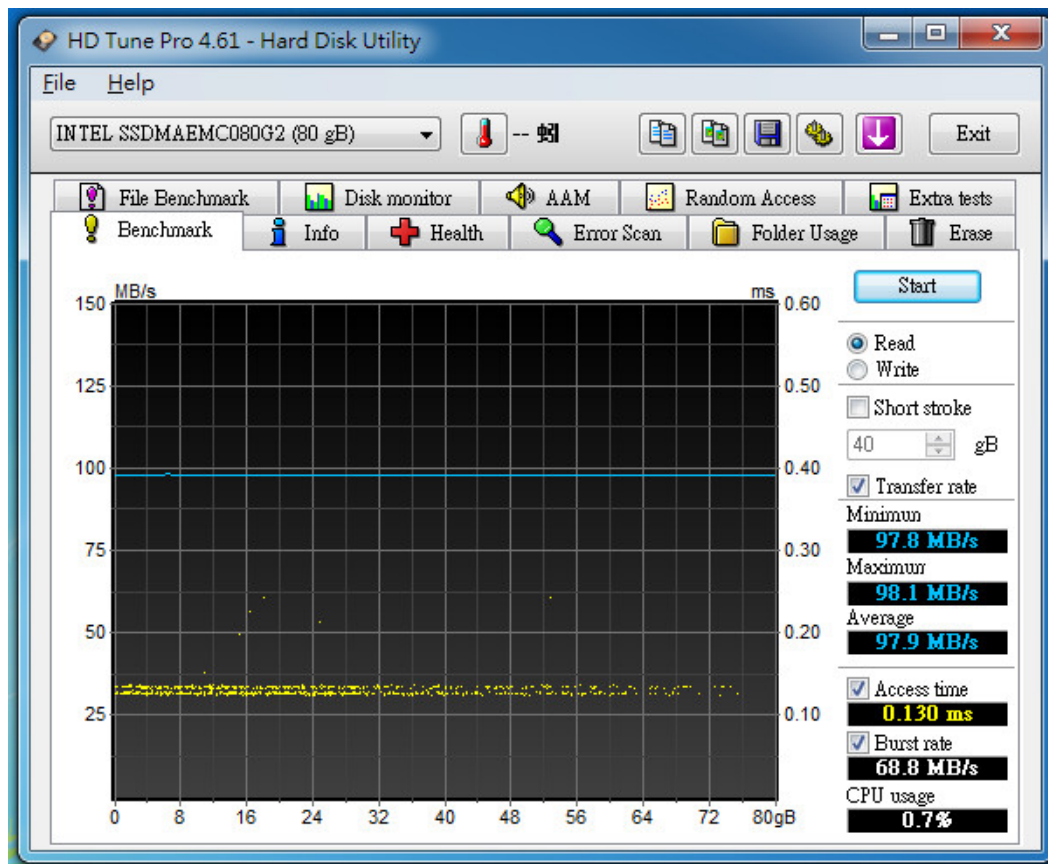 HD Tune Pro 4.61 - Hard Disk Utility
File Help
INTEL SSDMAEMC080G2 (80 gB) -- 蚓 Exit
File Benchmark Disk monitor AAM Random Access Extra tests
Benchmark Info Health Error Scan Folder Usage Erase
Start
MB/s ms
150 0.60
125 0.50
100 0.40
75 0.30
50 0.20
25 0.10
0 8 16 24 32 40 48 56 64 72 80gB
Read
Write
Short stroke
40 gB
Transfer rate
Minimun
97.8 MB/s
Maximum
98.1 MB/s
Average
97.9 MB/s
Access time
0.130 ms
Burst rate
68.8 MB/s
CPU usage
0.7%